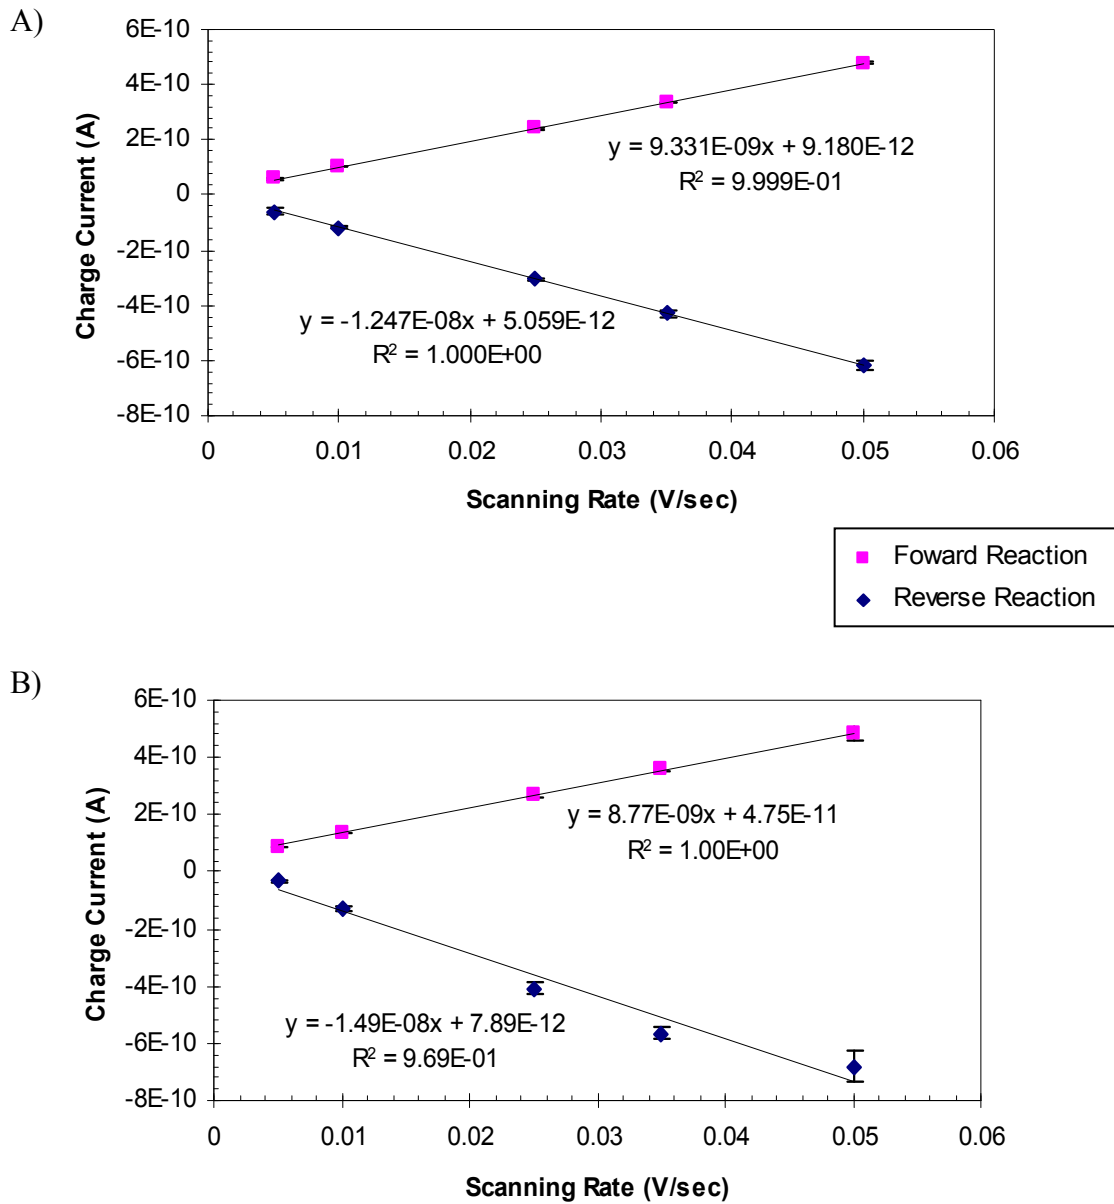 A)
6E-10
4E-10
2E-10
0
-2E-10
-4E-10
-6E-10
-8E-10
Charge Current (A)
y = 9.331E-09x + 9.180E-12
R² = 9.999E-01
y = -1.247E-08x + 5.059E-12
R² = 1.000E+00
0 0.01 0.02 0.03 0.04 0.05 0.06
Scanning Rate (V/sec)
Foward Reaction
Reverse Reaction
B)
6E-10
4E-10
2E-10
0
-2E-10
-4E-10
-6E-10
-8E-10
Charge Current (A)
y = 8.77E-09x + 4.75E-11
R² = 1.00E+00
y = -1.49E-08x + 7.89E-12
R² = 9.69E-01
0 0.01 0.02 0.03 0.04 0.05 0.06
Scanning Rate (V/sec)